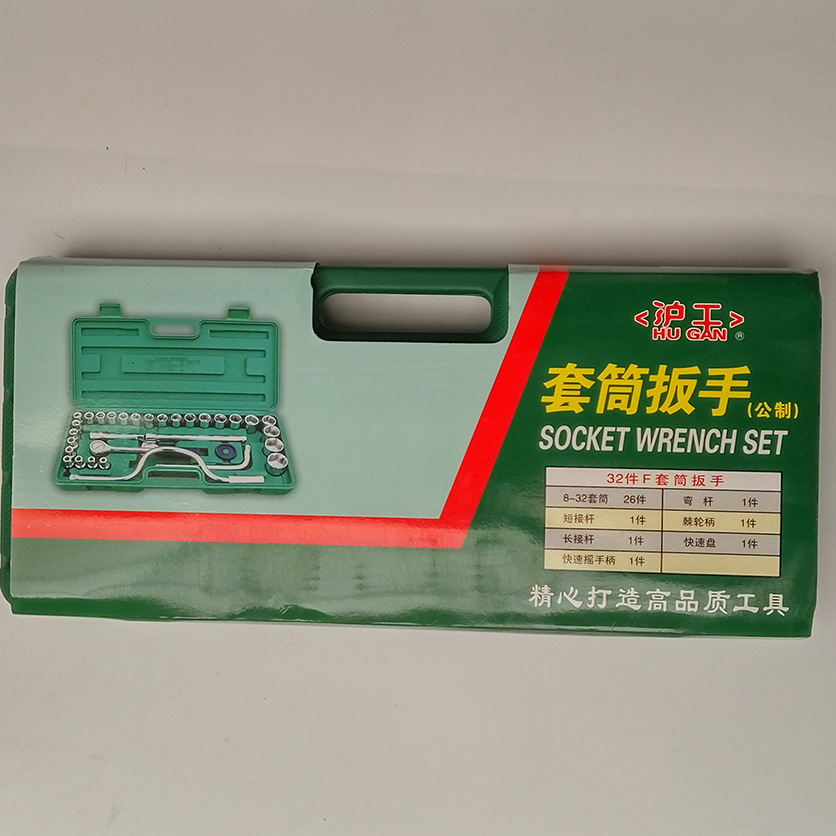 <沪工>
HU GAN ®
套筒扳手(公制)
SOCKET WRENCH SET
32件F套筒扳手
8-32套筒 26件 弯 杆 1件
短接杆 1件 棘轮柄 1件
长接杆 1件 快速盘 1件
快速摇手柄 1件
精心打造高品质工具